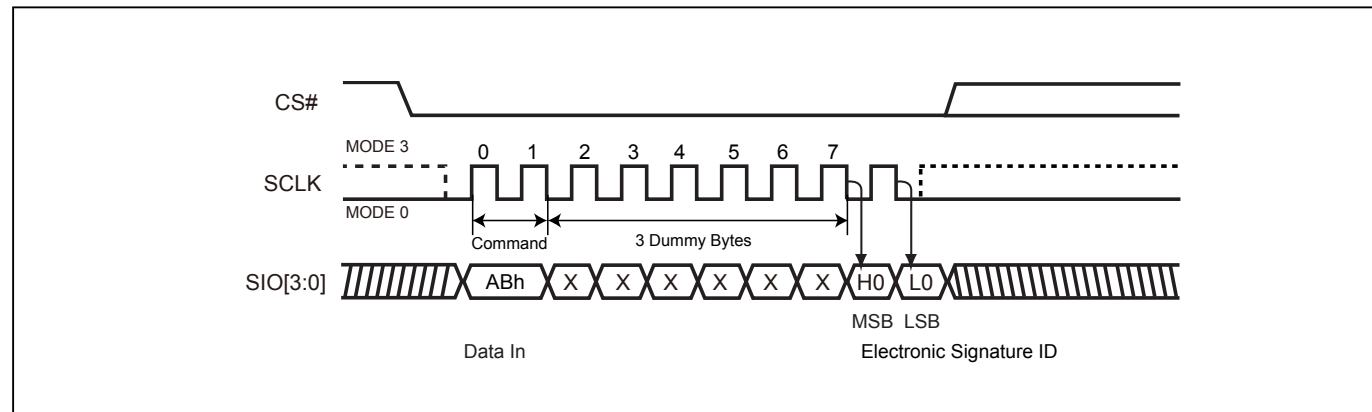 CS#
MODE 3
0 1 2 3 4 5 6 7
SCLK
MODE 0
Command 3 Dummy Bytes
SIO[3:0] ABh X X X X X X H0 L0
MSB LSB
Data In Electronic Signature ID